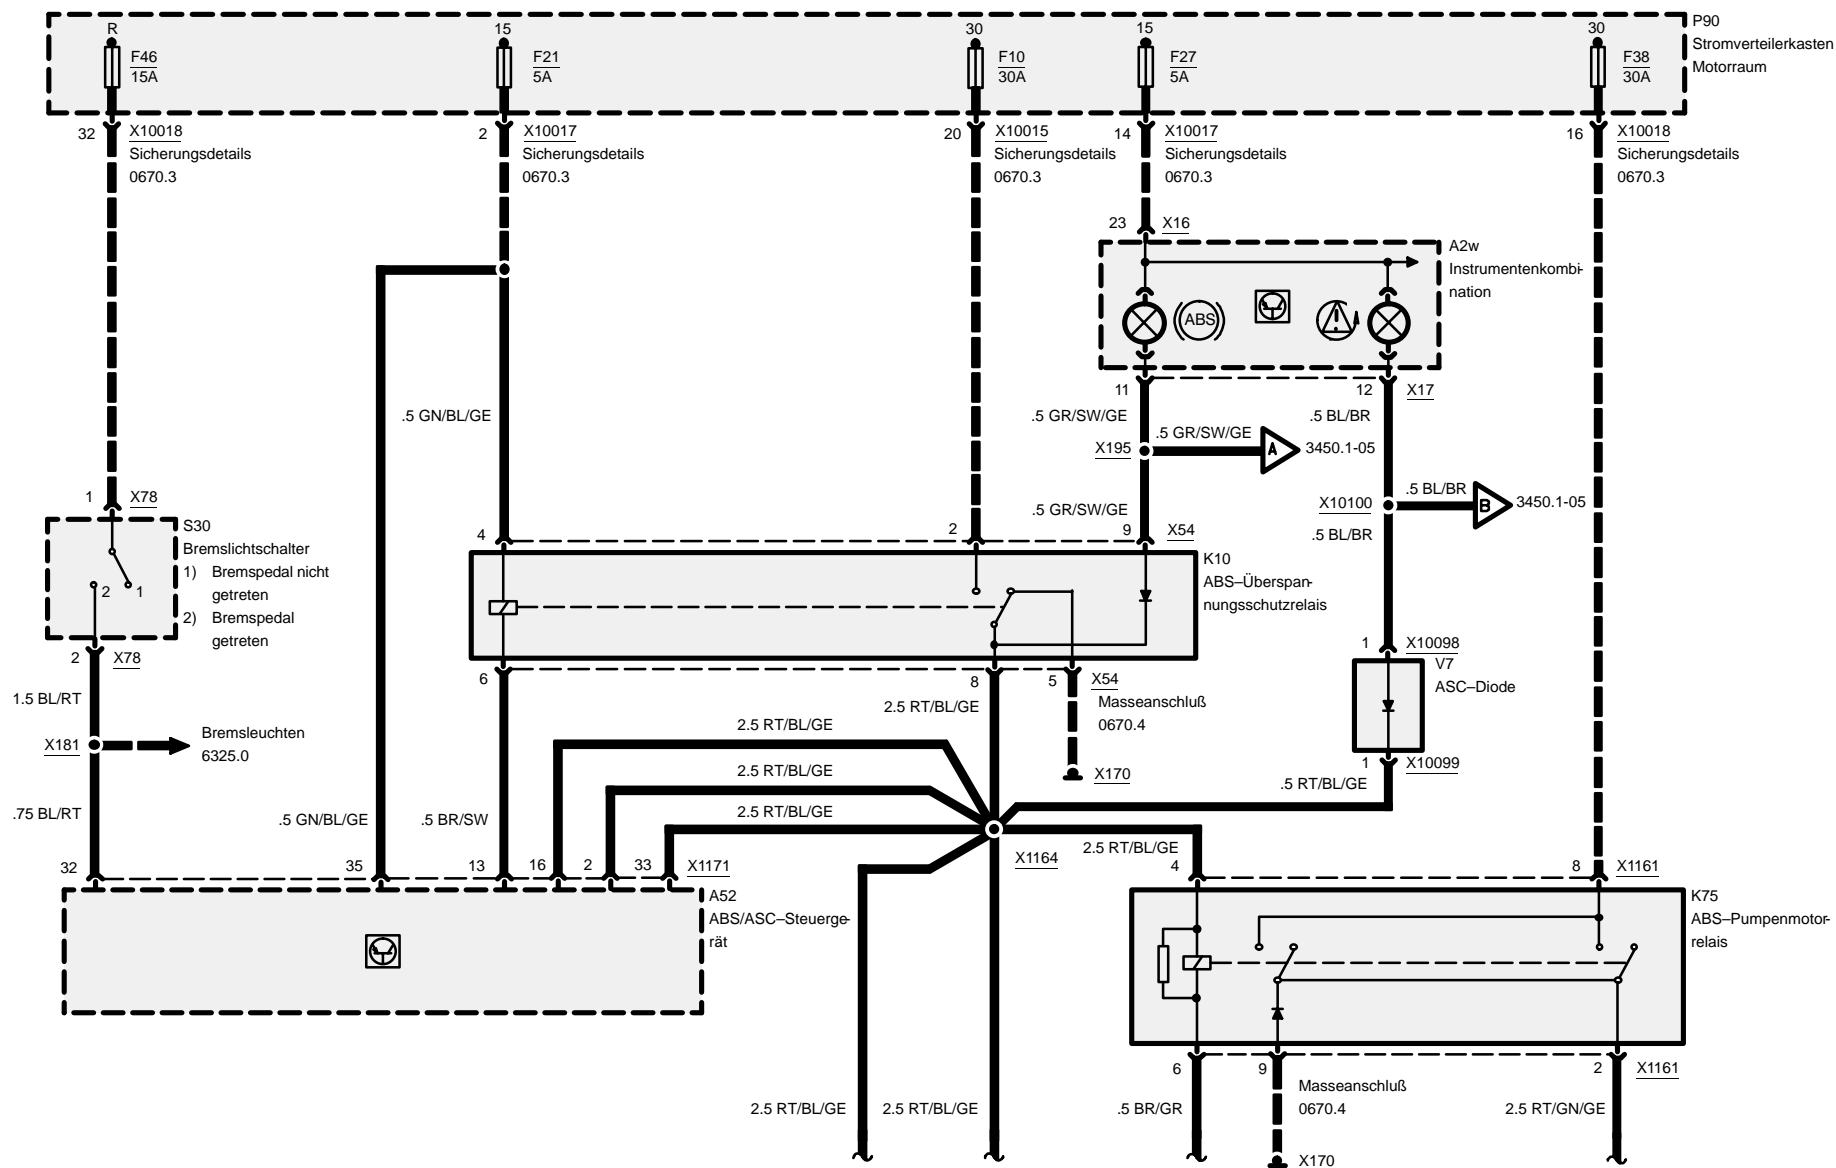 R
F46
15A
15
F21
5A
30
F10
30A
15
F27
5A
30
F38
30A
P90
Stromverteilerkasten
Motorraum
32
X10018
Sicherungsdetails
0670.3
2
X10017
Sicherungsdetails
0670.3
20
X10015
Sicherungsdetails
0670.3
14
X10017
Sicherungsdetails
0670.3
16
X10018
Sicherungsdetails
0670.3
23
X16
A2w
Instrumentenkombi-
nation
ABS
11
12
X17
.5 GN/BL/GE
.5 GR/SW/GE
.5 BL/BR
X195
.5 GR/SW/GE
A
3450.1-05
X10100
.5 BL/BR
B
3450.1-05
.5 GR/SW/GE
.5 BL/BR
1
X78
S30
Bremslichtschalter
1) Bremspedal nicht
getreten
2) Bremspedal
getreten
2
1
2
X78
4
2
9
X54
K10
ABS–Überspan-
nungsschutzrelais
6
8
5
X54
Masseanschluß
0670.4
X170
1
X10098
V7
ASC–Diode
1
X10099
1.5 BL/RT
X181
Bremsleuchten
6325.0
.75 BL/RT
2.5 RT/BL/GE
2.5 RT/BL/GE
2.5 RT/BL/GE
2.5 RT/BL/GE
.5 RT/BL/GE
.5 GN/BL/GE
.5 BR/SW
X1164
2.5 RT/BL/GE
32
35
13
16
2
33
X1171
A52
ABS/ASC–Steuerge-
rät
4
8
X1161
K75
ABS–Pumpenmotor-
relais
6
9
2
X1161
Masseanschluß
0670.4
X170
2.5 RT/BL/GE
2.5 RT/BL/GE
.5 BR/GR
2.5 RT/GN/GE